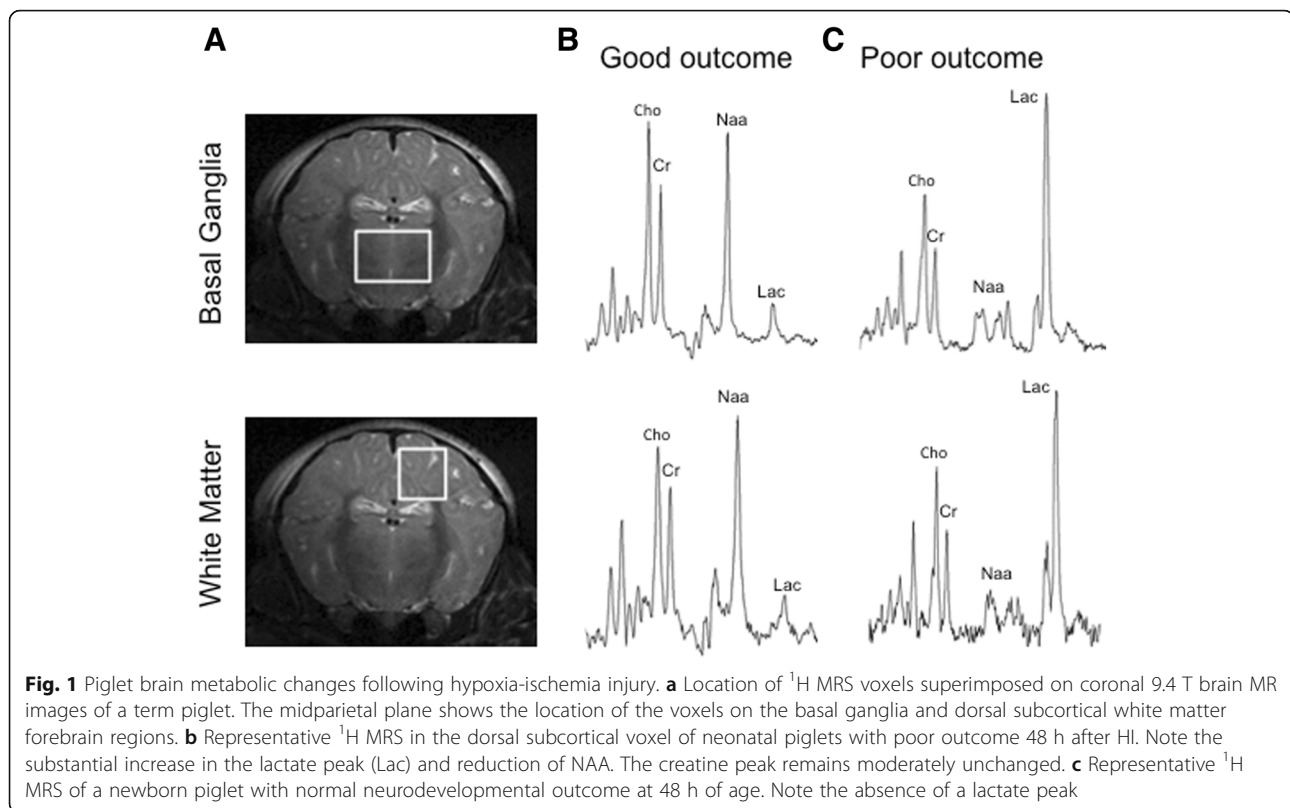 A
B
C
Good outcome
Poor outcome
Basal Ganglia
Cho
Cr
Naa
Lac
Cho
Cr
Naa
Lac
White Matter
Cho
Cr
Naa
Lac
Cho
Cr
Naa
Lac
Fig. 1 Piglet brain metabolic changes following hypoxia-ischemia injury. a Location of ¹H MRS voxels superimposed on coronal 9.4 T brain MR
images of a term piglet. The midparietal plane shows the location of the voxels on the basal ganglia and dorsal subcortical white matter
forebrain regions. b Representative ¹H MRS in the dorsal subcortical voxel of neonatal piglets with poor outcome 48 h after HI. Note the
substantial increase in the lactate peak (Lac) and reduction of NAA. The creatine peak remains moderately unchanged. c Representative ¹H
MRS of a newborn piglet with normal neurodevelopmental outcome at 48 h of age. Note the absence of a lactate peak